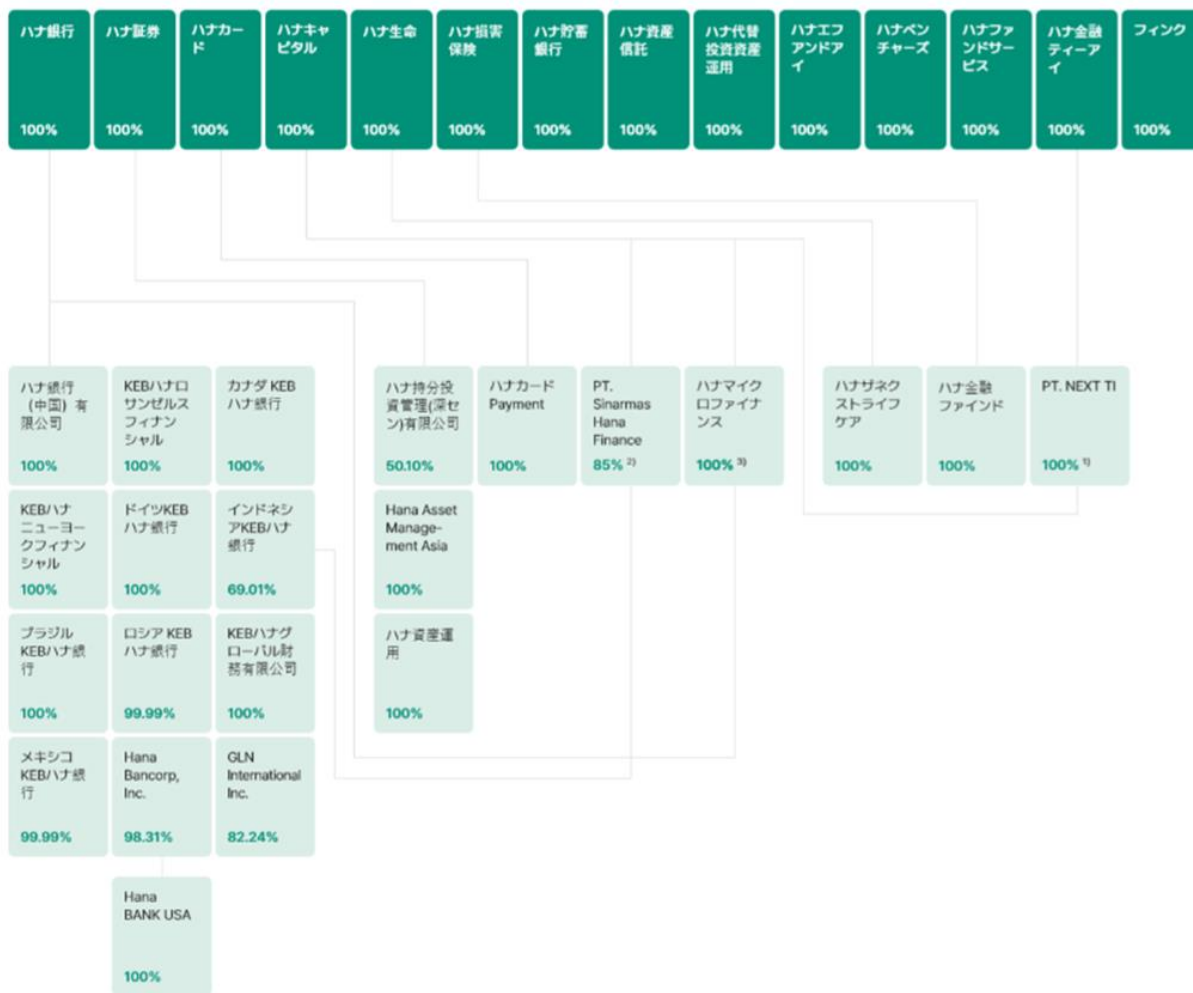 ハナ銀行
100%
ハナ証券
100%
ハナカー
ド
100%
ハナキャ
ピタル
100%
ハナ生命
100%
ハナ損害
保険
100%
ハナ貯蓄
銀行
100%
ハナ資産
信託
100%
ハナ代替
投資資産
運用
100%
ハナエフ
アンドア
イ
100%
ハナベン
チャーズ
100%
ハナファ
ンドサー
ビス
100%
ハナ金融
ティーア
イ
100%
フィンク
100%
ハナ銀行
（中国）有
限公司
100%
KEBハナロ
サンゼルス
フィナン
シャル
100%
カナダ KEB
ハナ銀行
100%
ハナ持分投
資管理(深セ
ン)有限公司
50.10%
ハナカード
Payment
100%
PT.
Sinarmas
Hana
Finance
85% 2)
ハナマイク
ロファイナ
ンス
100% 3)
ハナザネク
ストライフ
ケア
100%
ハナ金融
ファインド
100%
PT. NEXT TI
100% 1)
KEBハナ
ニューヨー
クフィナン
シャル
100%
ドイツKEB
ハナ銀行
100%
インドネシ
アKEBハナ
銀行
69.01%
Hana Asset
Manage-
ment Asia
100%
ブラジル
KEBハナ銀
行
100%
ロシア KEB
ハナ銀行
99.99%
KEBハナグ
ローバル財
務有限公司
100%
ハナ資産運
用
100%
メキシコ
KEBハナ銀
行
99.99%
Hana
Bancorp,
Inc.
98.31%
GLN
International
Inc.
82.24%
Hana
BANK USA
100%